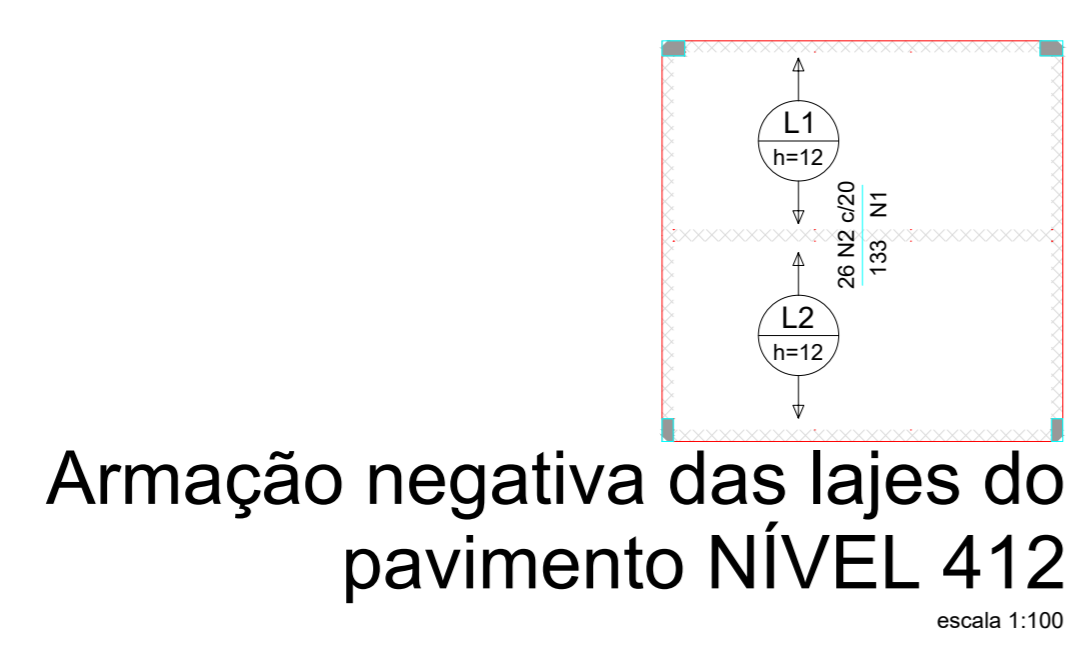 L1
h=12
26 N2 c/20
133 N1
L2
h=12
Armação negativa das lajes do
pavimento NÍVEL 412
escala 1:100